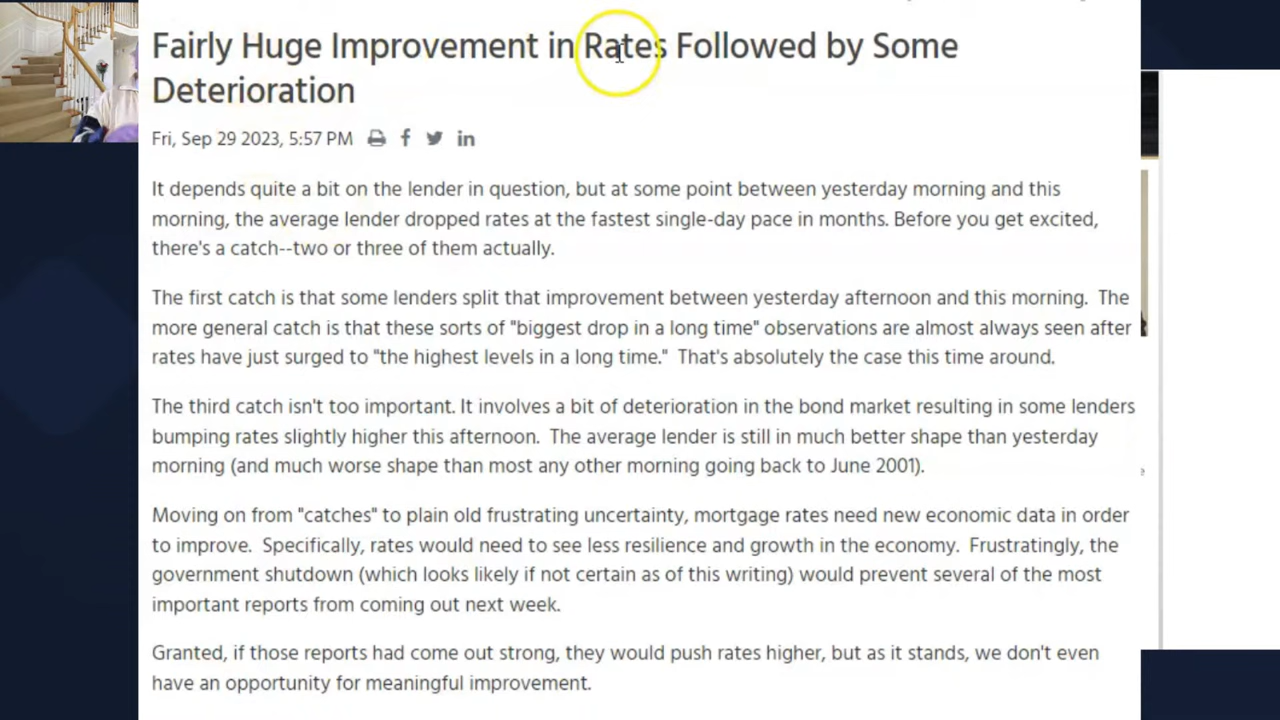 Fairly Huge Improvement in Rates Followed by Some
Deterioration
Fri, Sep 29 2023, 5:57 PM
It depends quite a bit on the lender in question, but at some point between yesterday morning and this
morning, the average lender dropped rates at the fastest single-day pace in months. Before you get excited,
there's a catch--two or three of them actually.
The first catch is that some lenders split that improvement between yesterday afternoon and this morning.  The
more general catch is that these sorts of "biggest drop in a long time" observations are almost always seen after
rates have just surged to "the highest levels in a long time."  That's absolutely the case this time around.
The third catch isn't too important. It involves a bit of deterioration in the bond market resulting in some lenders
bumping rates slightly higher this afternoon.  The average lender is still in much better shape than yesterday
morning (and much worse shape than most any other morning going back to June 2001).
Moving on from "catches" to plain old frustrating uncertainty, mortgage rates need new economic data in order
to improve.  Specifically, rates would need to see less resilience and growth in the economy.  Frustratingly, the
government shutdown (which looks likely if not certain as of this writing) would prevent several of the most
important reports from coming out next week.
Granted, if those reports had come out strong, they would push rates higher, but as it stands, we don't even
have an opportunity for meaningful improvement.